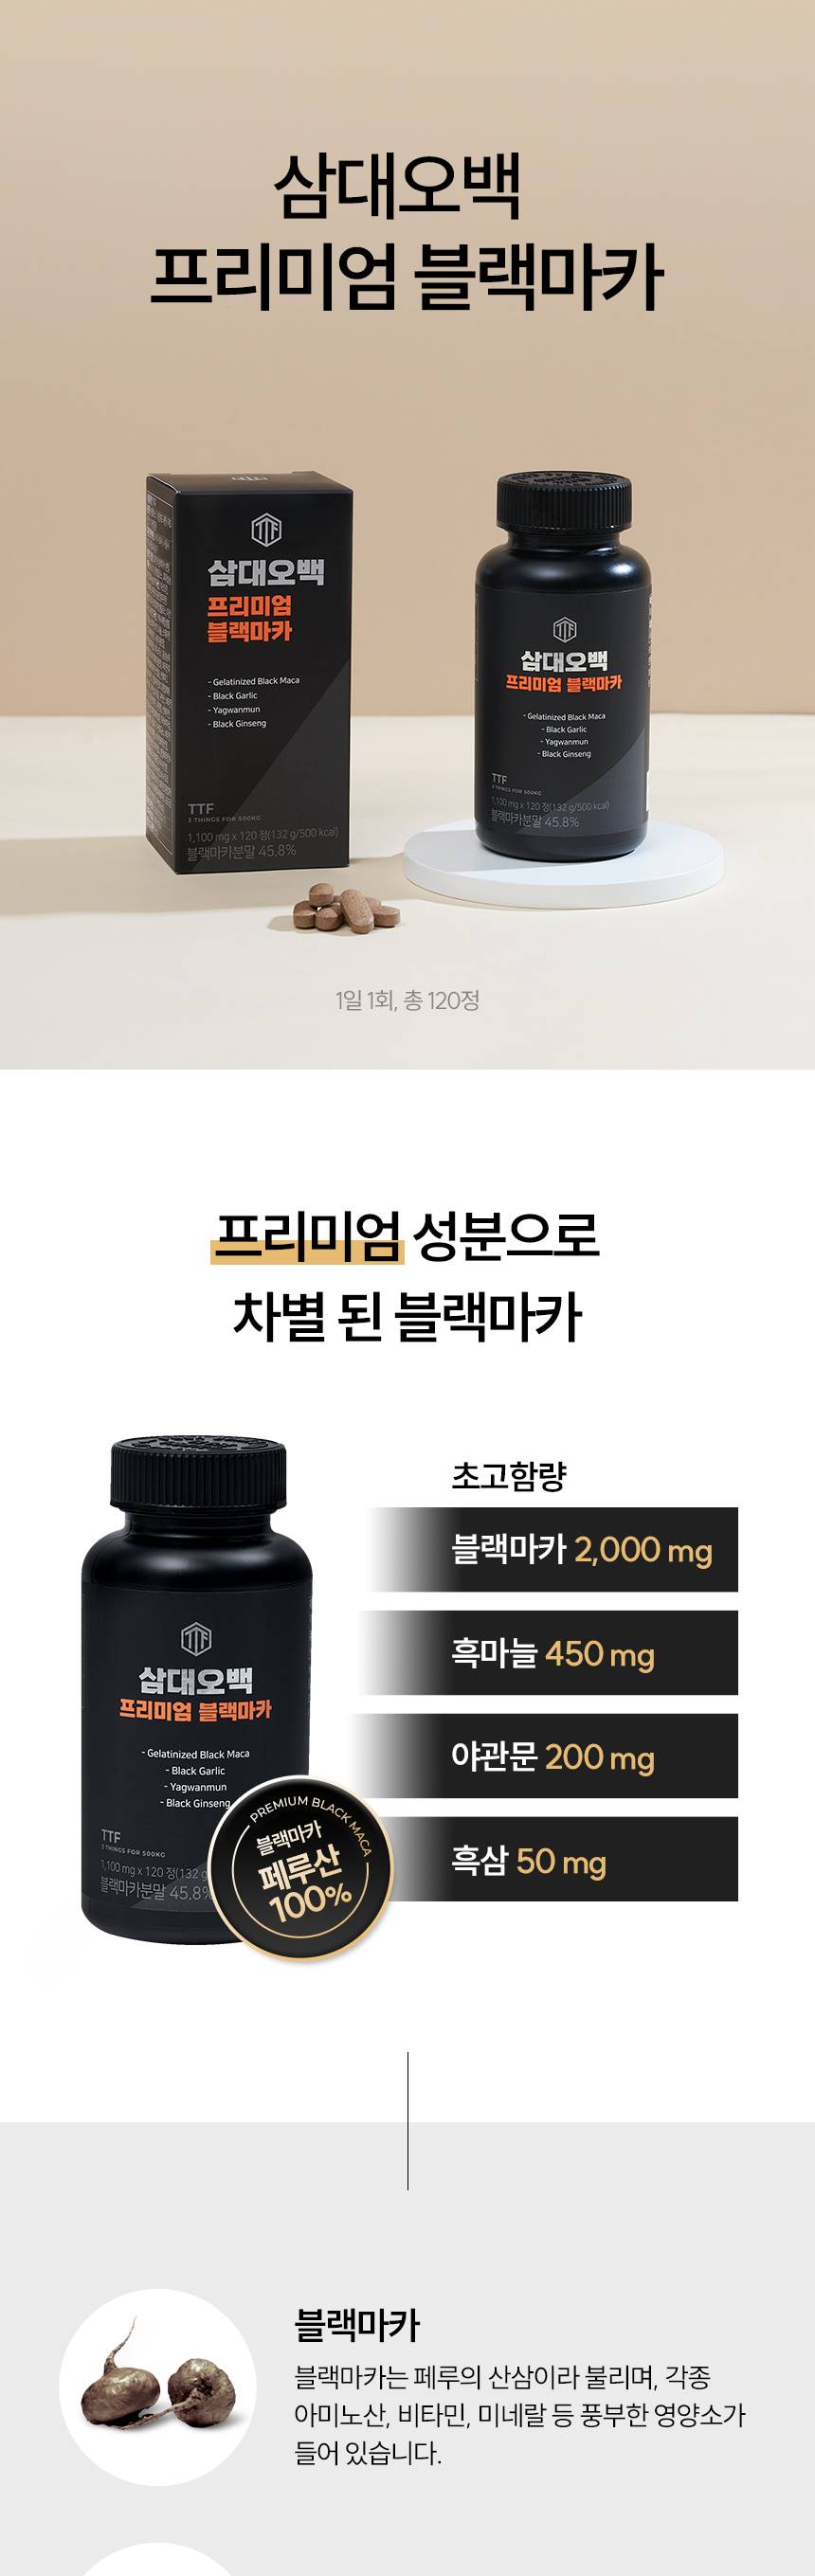 삼대오백
프리미엄 블랙마카
TTF
삼대오백
프리미엄
블랙마카
- Gelatinized Black Maca
- Black Garlic
- Yagwanmun
- Black Ginseng
TTF
3 THINGS FOR 500KG
1,100 mg x 120 정(132 g/500 kcal)
블랙마카분말 45.8%
TTF
삼대오백
프리미엄 블랙마카
- Gelatinized Black Maca
- Black Garlic
- Yagwanmun
- Black Ginseng
TTF
3 THINGS FOR 500KG
1,100 mg x 120 정(132 g/500 kcal)
블랙마카분말 45.8%
1일 1회, 총 120정
프리미엄 성분으로
차별 된 블랙마카
TTF
삼대오백
프리미엄 블랙마카
- Gelatinized Black Maca
- Black Garlic
- Yagwanmun
- Black Ginseng
TTF
3 THINGS FOR 500KG
1,100 mg x 120 정(132 g
블랙마카분말 45.8%
PREMIUM BLACK MACA
블랙마카
페루산
100%
초고함량
블랙마카 2,000 mg
흑마늘 450 mg
야관문 200 mg
흑삼 50 mg
블랙마카
블랙마카는 페루의 산삼이라 불리며, 각종
아미노산, 비타민, 미네랄 등 풍부한 영양소가
들어 있습니다.